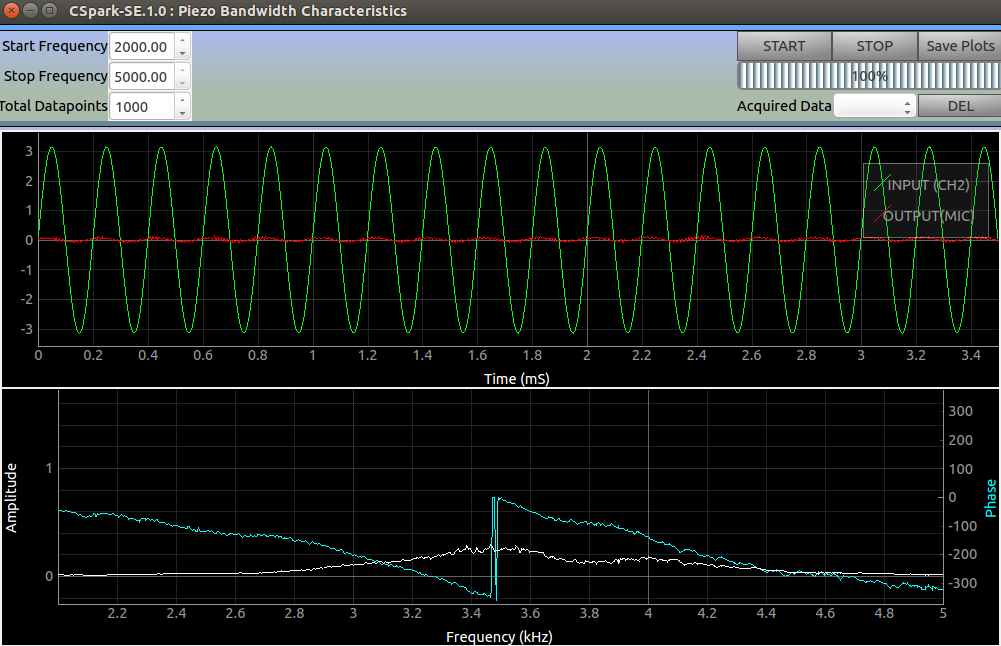 CSpark-SE.1.0 : Piezo Bandwidth Characteristics
Start Frequency 2000.00 START STOP Save Plots
Stop Frequency 5000.00 100%
Total Datapoints 1000 Acquired Data DEL
3
2
1
0
-1
-2
-3
INPUT (CH2)
OUTPUT(MIC)
0 0.2 0.4 0.6 0.8 1 1.2 1.4 1.6 1.8 2 2.2 2.4 2.6 2.8 3 3.2 3.4
Time (mS)
Amplitude
1
0
300
200
100
0
-100
-200
-300
Phase
2.2 2.4 2.6 2.8 3 3.2 3.4 3.6 3.8 4 4.2 4.4 4.6 4.8 5
Frequency (kHz)